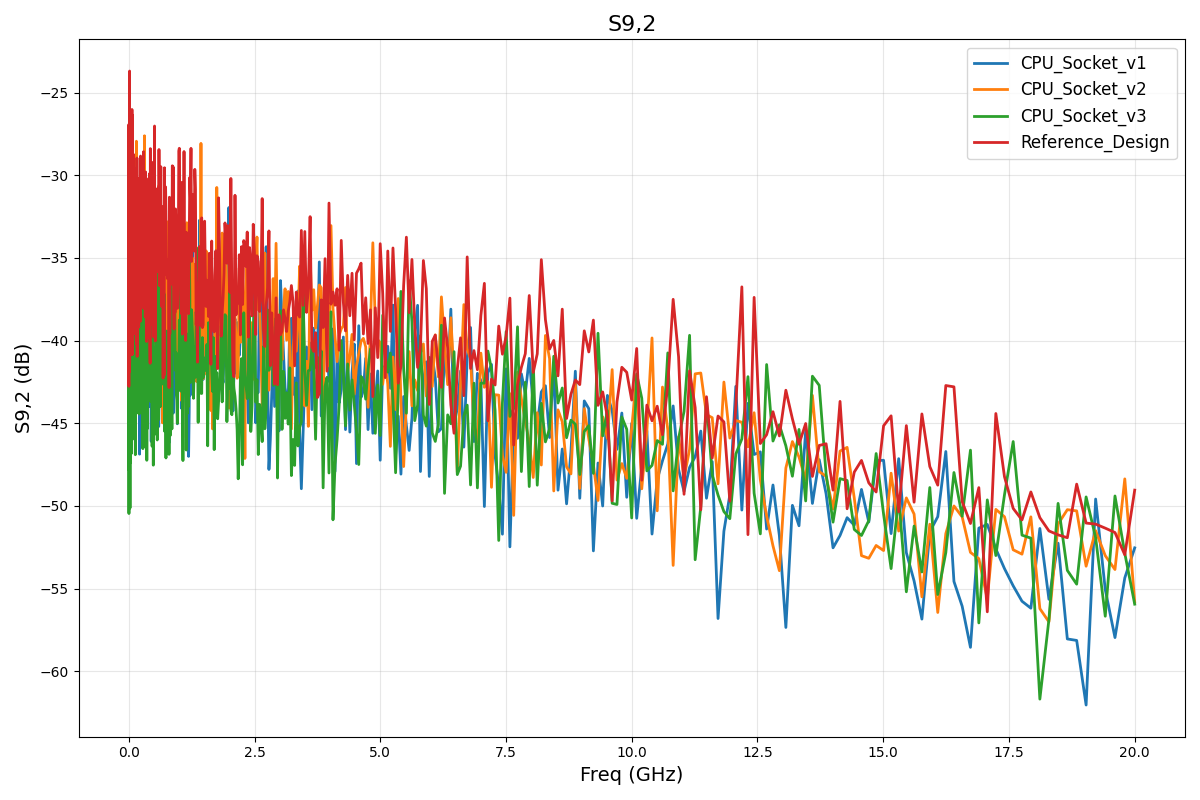 S9,2
CPU_Socket_v1
CPU_Socket_v2
CPU_Socket_v3
Reference_Design
S9,2 (dB)
−25
−30
−35
−40
−45
−50
−55
−60
0.0 2.5 5.0 7.5 10.0 12.5 15.0 17.5 20.0
Freq (GHz)